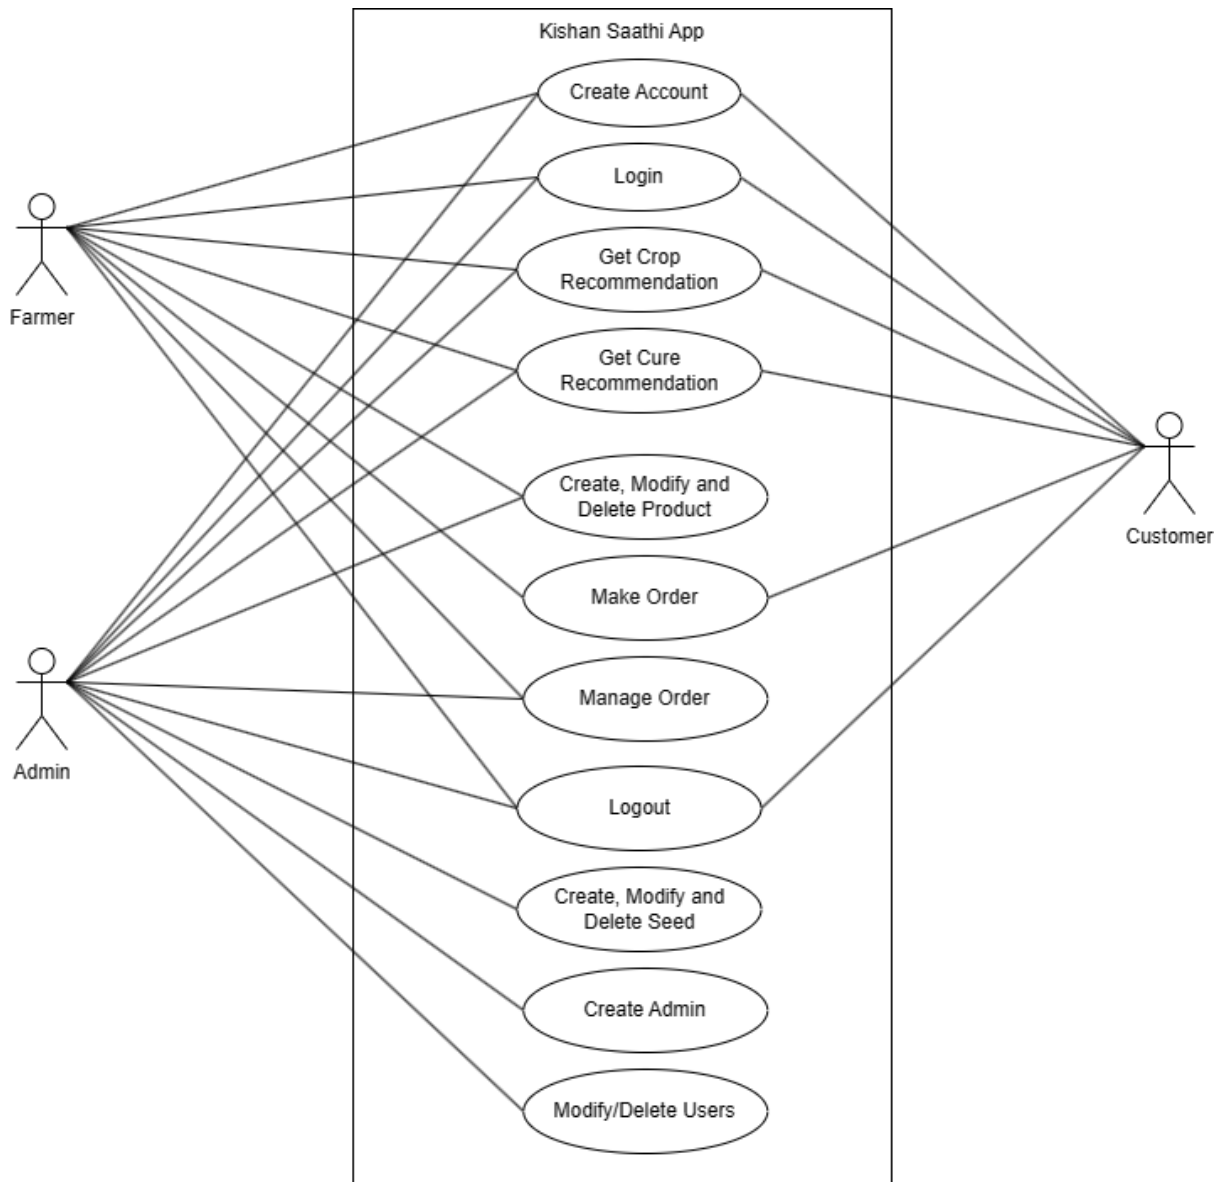 Kishan Saathi App
Create Account
Login
Get Crop
Recommendation
Farmer
Get Cure
Recommendation
Create, Modify and
Delete Product
Customer
Make Order
Manage Order
Admin
Logout
Create, Modify and
Delete Seed
Create Admin
Modify/Delete Users